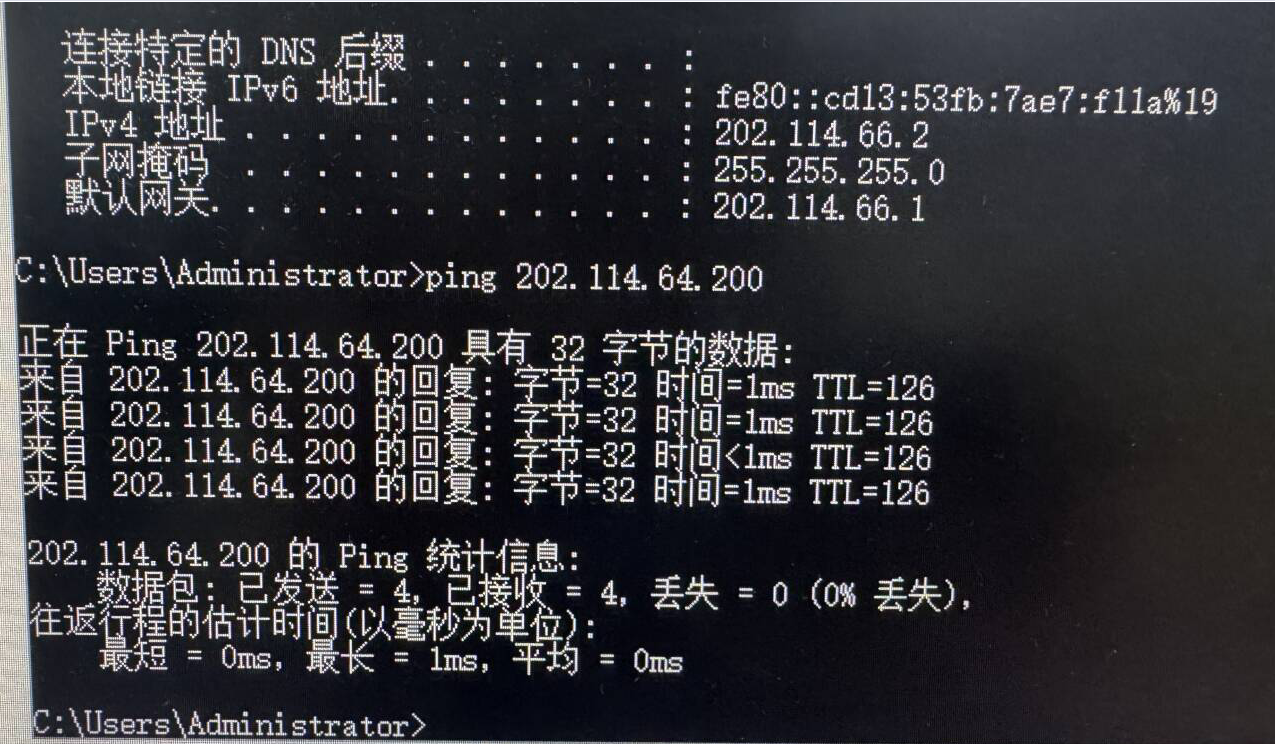 连接特定的 DNS 后缀 . . . . . . . :
本地链接 IPv6 地址. . . . . . . . : fe80::cd13:53fb:7ae7:f11a%19
IPv4 地址 . . . . . . . . . . . . : 202.114.66.2
子网掩码 . . . . . . . . . . . . : 255.255.255.0
默认网关. . . . . . . . . . . . . : 202.114.66.1
C:\Users\Administrator>ping 202.114.64.200
正在 Ping 202.114.64.200 具有 32 字节的数据:
来自 202.114.64.200 的回复: 字节=32 时间=1ms TTL=126
来自 202.114.64.200 的回复: 字节=32 时间=1ms TTL=126
来自 202.114.64.200 的回复: 字节=32 时间<1ms TTL=126
来自 202.114.64.200 的回复: 字节=32 时间=1ms TTL=126
202.114.64.200 的 Ping 统计信息:
数据包: 已发送 = 4, 已接收 = 4, 丢失 = 0 (0% 丢失),
往返行程的估计时间(以毫秒为单位):
最短 = 0ms, 最长 = 1ms, 平均 = 0ms
C:\Users\Administrator>